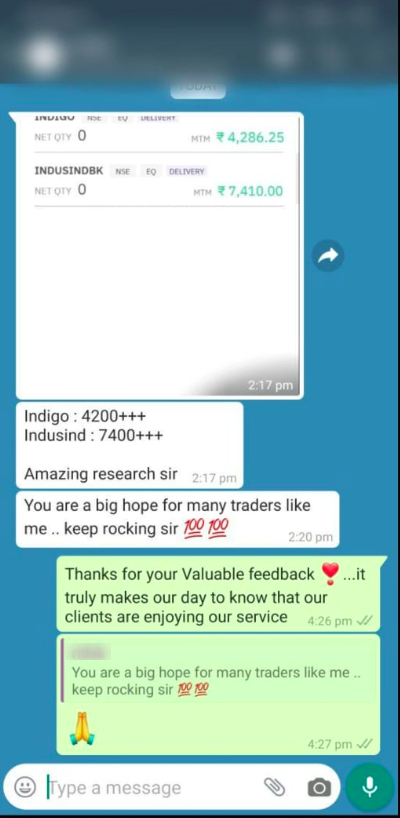 TODAY
INDIGO NSE EQ DELIVERY
NET QTY 0 MTM ₹ 4,286.25
INDUSINDBK NSE EQ DELIVERY
NET QTY 0 MTM ₹ 7,410.00
2:17 pm
Indigo : 4200+++
Indusind : 7400+++
Amazing research sir 2:17 pm
You are a big hope for many traders like
me .. keep rocking sir 💯 💯
2:20 pm
Thanks for your Valuable feedback ❣️...it
truly makes our day to know that our
clients are enjoying our service 4:26 pm
You are a big hope for many traders like me ..
keep rocking sir 💯 💯
🙏
4:27 pm
Type a message